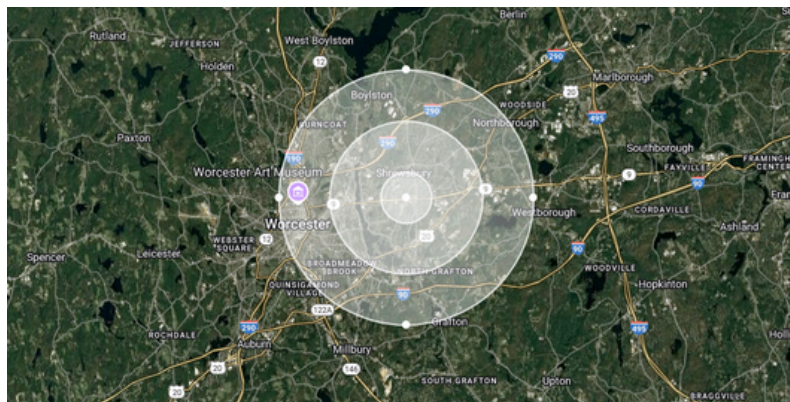 Berlin
Rutland
JEFFERSON
West Boylston
Holden
290
12
Marlborough
20
Boylston
WOODSIDE
290
495
BURNCOAT
Northborough
Paxton
290
190
Southborough
Worcester Art Museum
Shrewsbury
FAYVILLE
FRAMINGH
CENTER
9
9
90
9
Westborough
CORDAVILLE
Worcester
Ashland
20
WEBSTER
SQUARE
12
90
Spencer
Leicester
BROADMEADOW
BROOK
NORTH GRAFTON
WOODVILLE
QUINSIGAMOND
VILLAGE
90
Hopkinton
122A
Grafton
290
495
ROCHDALE
Auburn
Millbury
20
146
SOUTH GRAFTON
Upton
20
BRAGGVILLE